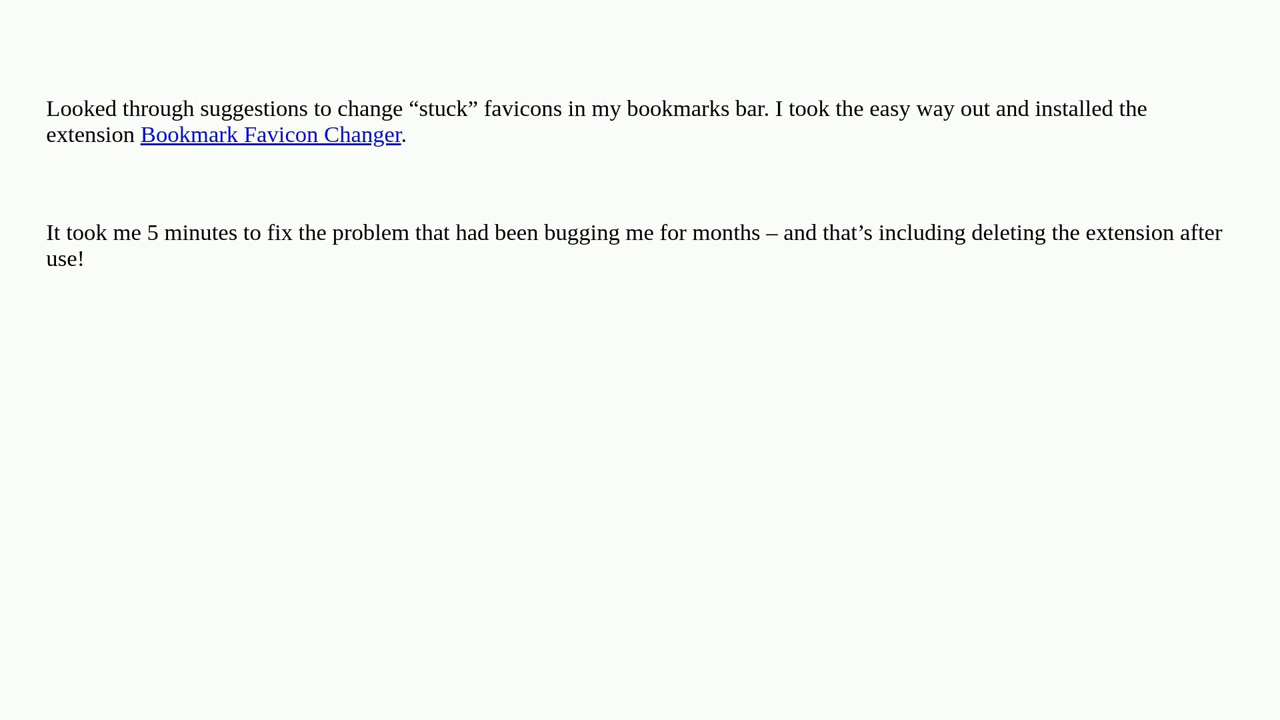 Looked through suggestions to change “stuck” favicons in my bookmarks bar. I took the easy way out and installed the
extension Bookmark Favicon Changer.
It took me 5 minutes to fix the problem that had been bugging me for months – and that’s including deleting the extension after
use!